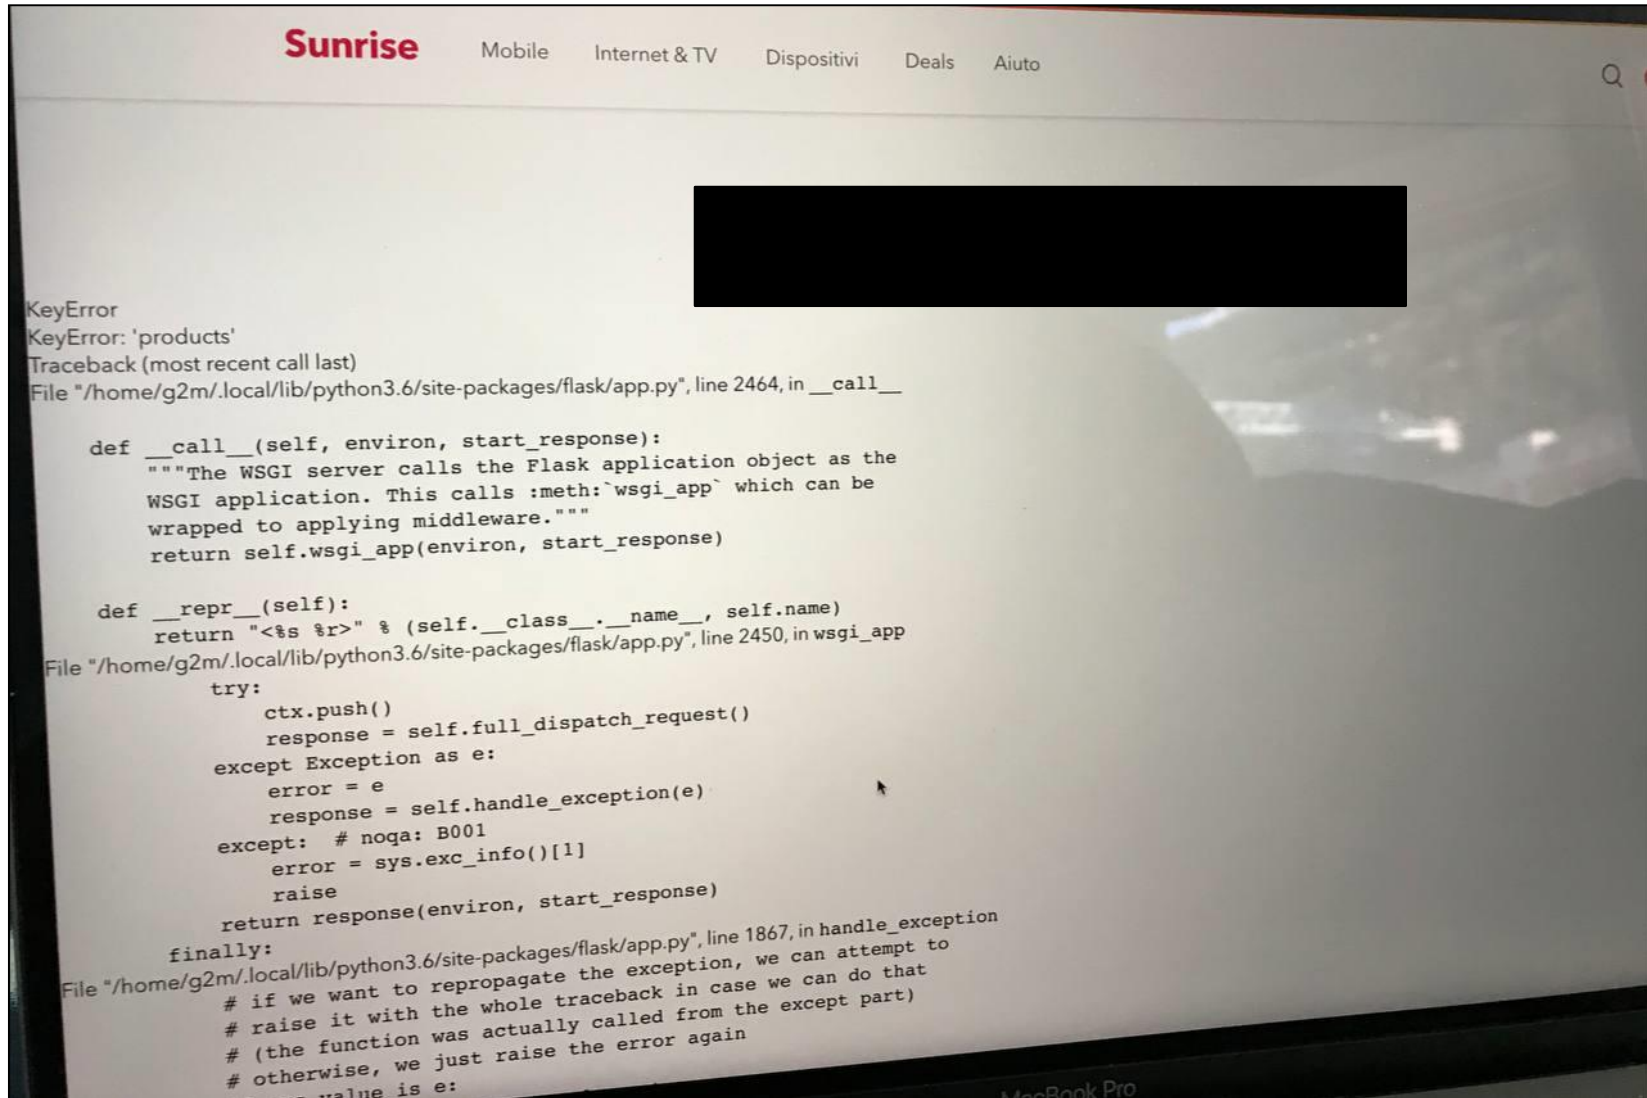 Sunrise Mobile Internet & TV Dispositivi Deals Aiuto
KeyError
KeyError: 'products'
Traceback (most recent call last)
File "/home/g2m/.local/lib/python3.6/site-packages/flask/app.py", line 2464, in __call__
def __call__(self, environ, start_response):
"""The WSGI server calls the Flask application object as the
WSGI application. This calls :meth:`wsgi_app` which can be
wrapped to applying middleware."""
return self.wsgi_app(environ, start_response)
def __repr__(self):
return "<%s %r>" % (self.__class__.__name__, self.name)
File "/home/g2m/.local/lib/python3.6/site-packages/flask/app.py", line 2450, in wsgi_app
try:
ctx.push()
response = self.full_dispatch_request()
except Exception as e:
error = e
response = self.handle_exception(e)
except:  # noqa: B001
error = sys.exc_info()[1]
raise
return response(environ, start_response)
finally:
File "/home/g2m/.local/lib/python3.6/site-packages/flask/app.py", line 1867, in handle_exception
# if we want to repropagate the exception, we can attempt to
# raise it with the whole traceback in case we can do that
# (the function was actually called from the except part)
# otherwise, we just raise the error again
value is e:
MacBook Pro